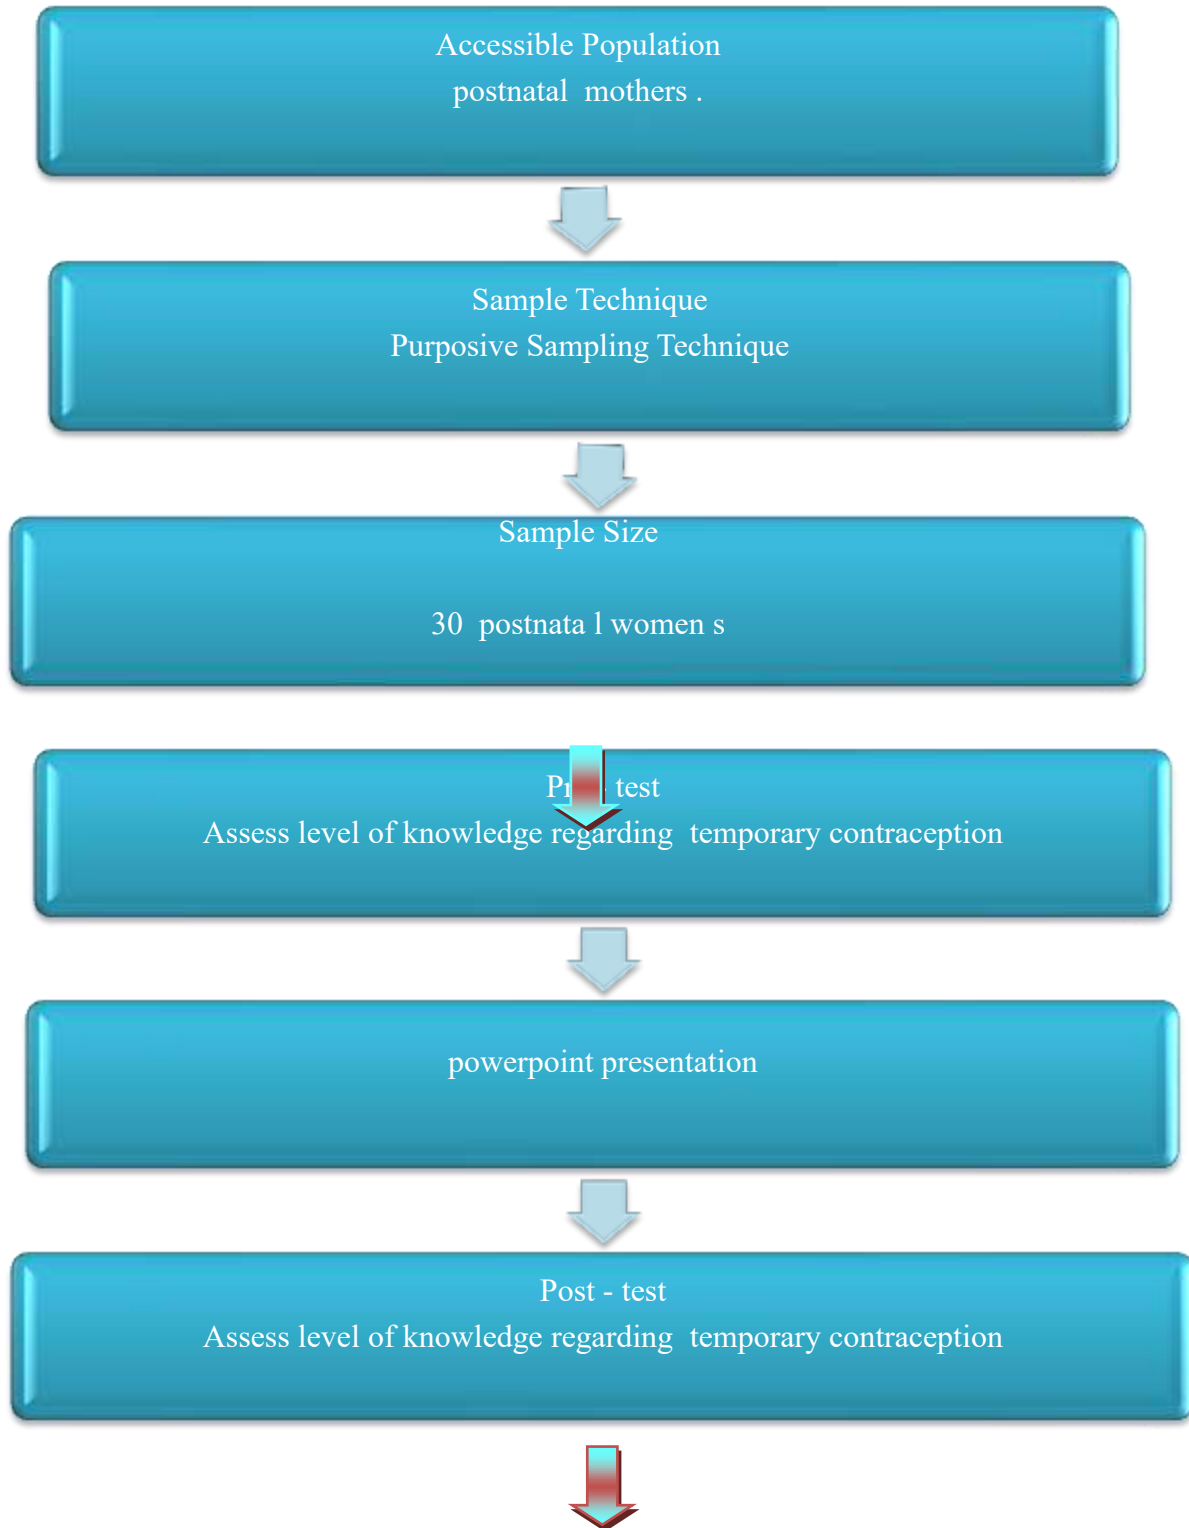 Accessible Population
postnatal mothers .
Sample Technique
Purposive Sampling Technique
Sample Size
30 postnata l women s
test
Assess level of knowledge regarding temporary contraception
powerpoint presentation
Post - test
Assess level of knowledge regarding temporary contraception